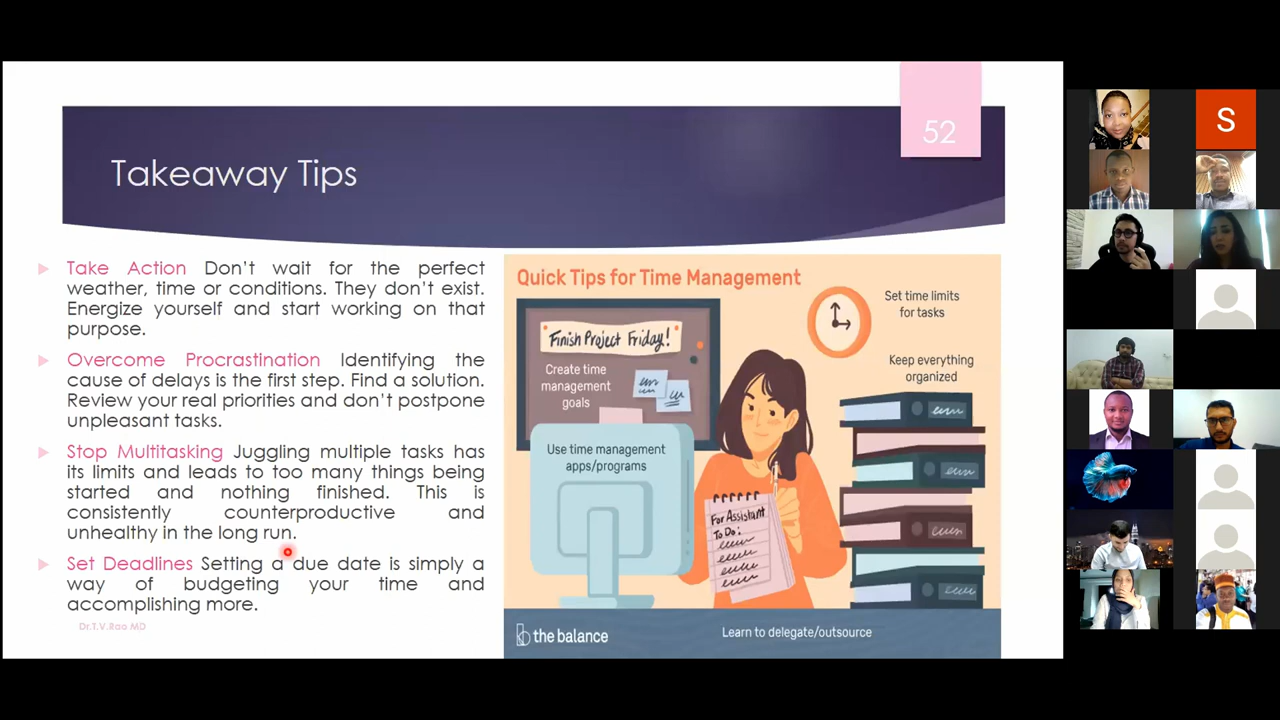 52
Takeaway Tips
Take Action Don't wait for the perfect
weather, time or conditions. They don't exist.
Energize yourself and start working on that
purpose.
Overcome Procrastination Identifying the
cause of delays is the first step. Find a solution.
Review your real priorities and don't postpone
unpleasant tasks.
Stop Multitasking Juggling multiple tasks has
its limits and leads to too many things being
started and nothing finished. This is
consistently counterproductive and
unhealthy in the long run.
Set Deadlines Setting a due date is simply a
way of budgeting your time and
accomplishing more.
Dr.T.V.Rao MD
Quick Tips for Time Management
Finish Project Friday!
Create time
management
goals
Use time management
apps/programs
Set time limits
for tasks
Keep everything
organized
For Assistant
To Do:
the balance
Learn to delegate/outsource
S